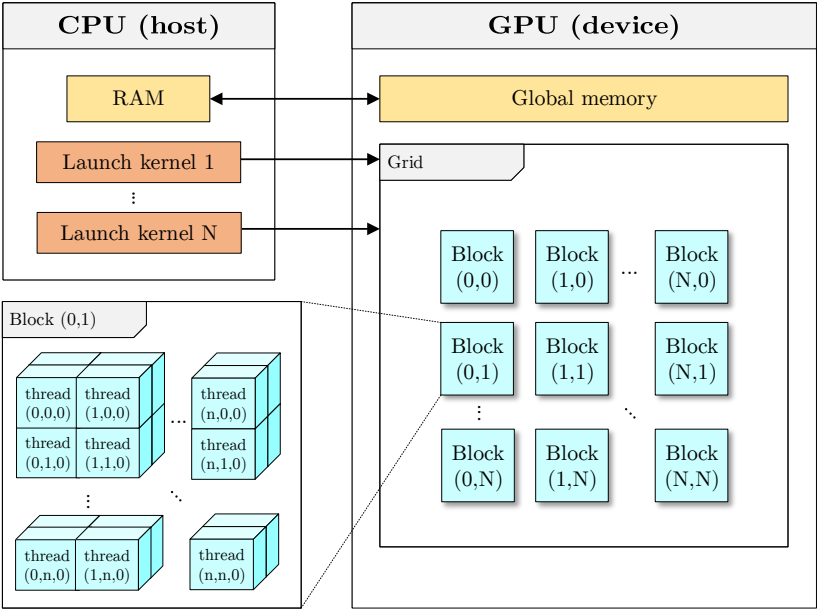 CPU (host)
GPU (device)
RAM
Global memory
Launch kernel 1
⋮
Launch kernel N
Grid
Block
(0,0)
Block
(1,0)
...
Block
(N,0)
Block
(0,1)
Block
(1,1)
Block
(N,1)
⋮
⋱
Block
(0,N)
Block
(1,N)
Block
(N,N)
Block (0,1)
thread
(0,0,0)
thread
(1,0,0)
...
thread
(n,0,0)
thread
(0,1,0)
thread
(1,1,0)
thread
(n,1,0)
⋮
⋱
thread
(0,n,0)
thread
(1,n,0)
thread
(n,n,0)